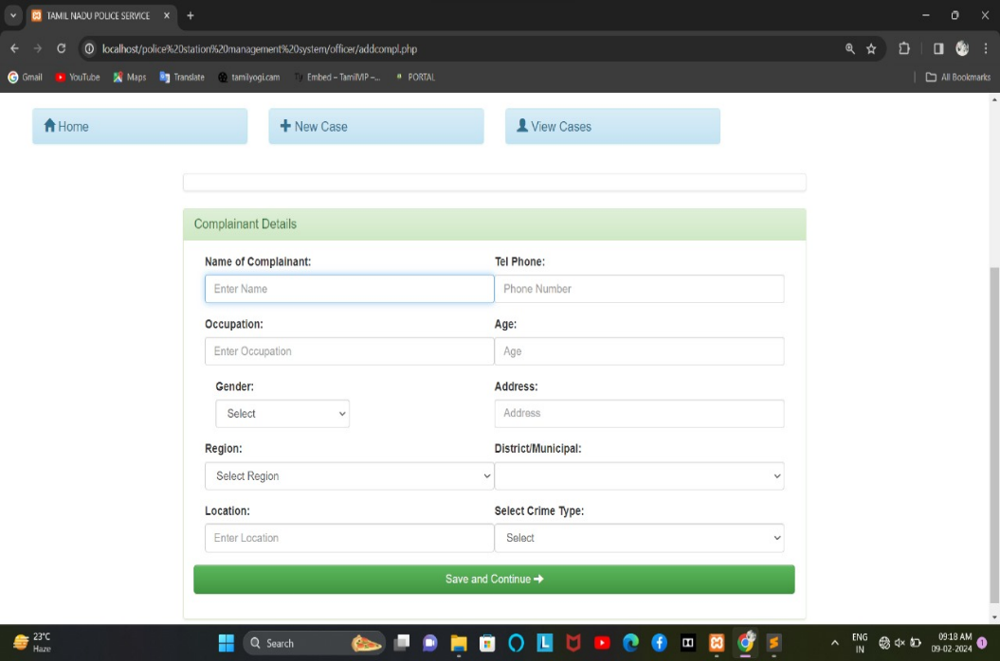 TAMIL NADU POLICE SERVICE
localhost/police%20station%20management%20system/officer/addcompl.php
Gmail YouTube Maps Translate tamilyogi.cam Embed – TamilVIP –... PORTAL All Bookmarks
Home New Case View Cases
Complainant Details
Name of Complainant: Tel Phone:
Enter Name Phone Number
Occupation: Age:
Enter Occupation Age
Gender: Address:
Select Address
Region: District/Municipal:
Select Region
Location: Select Crime Type:
Enter Location Select
Save and Continue
23°C ENG 09:18 AM
Haze Search IN 09-02-2024 1